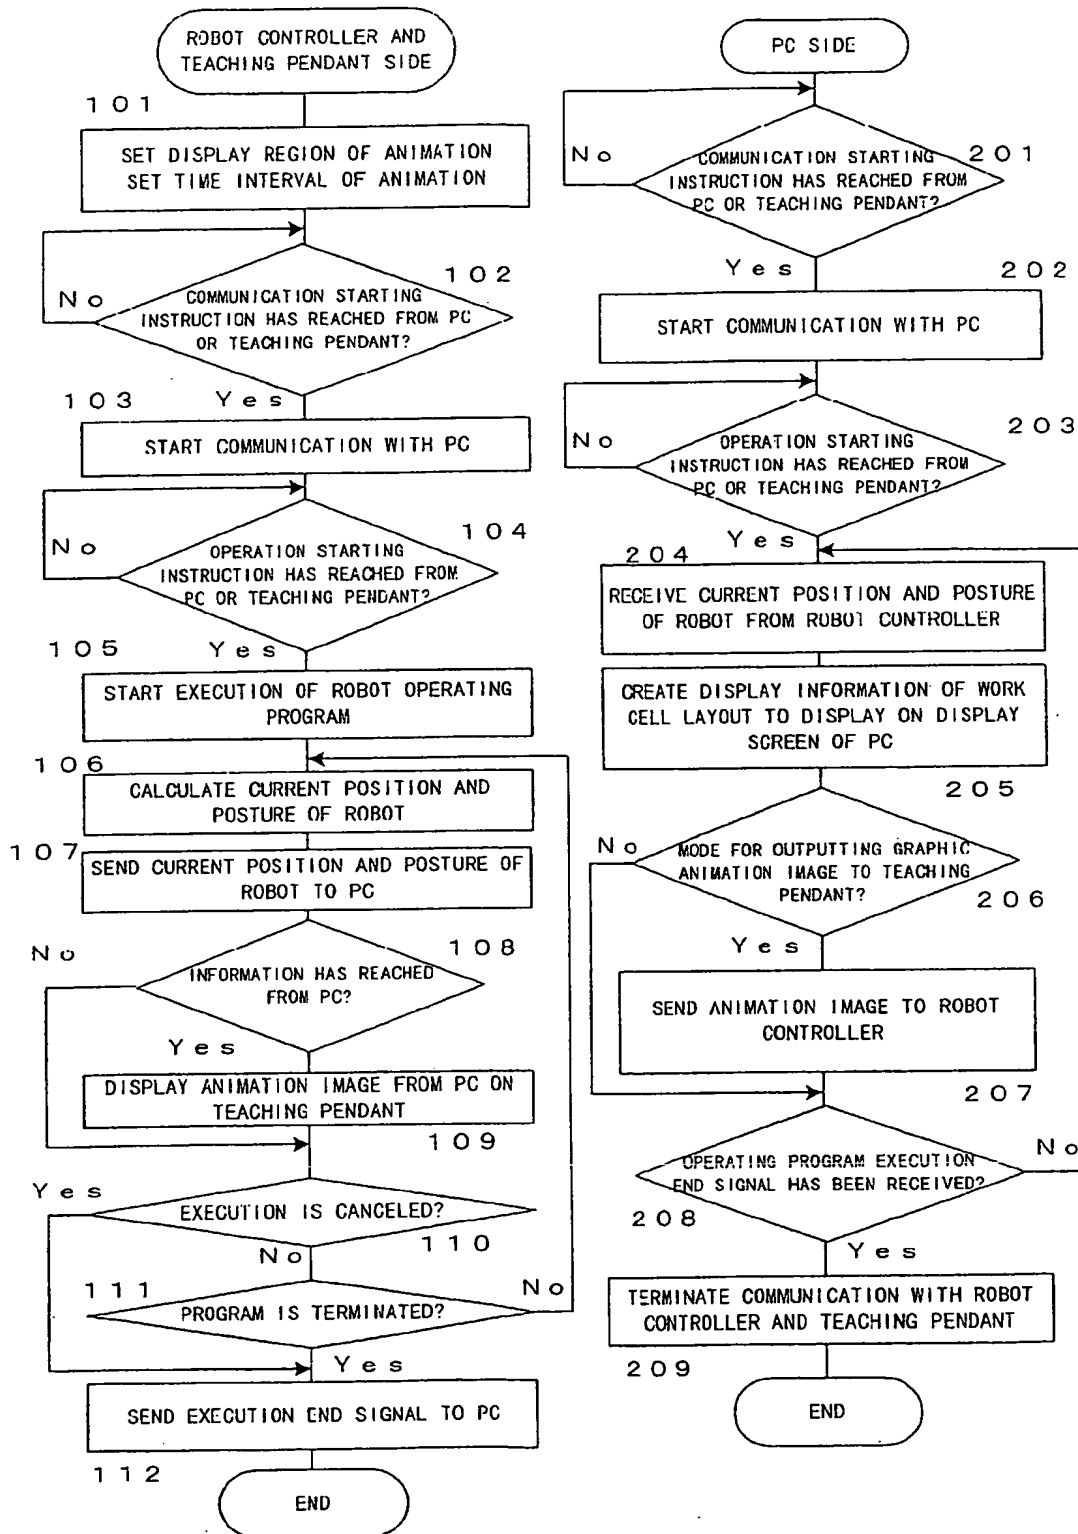 ROBOT CONTROLLER AND
TEACHING PENDANT SIDE
101
SET DISPLAY REGION OF ANIMATION
SET TIME INTERVAL OF ANIMATION
102
No
COMMUNICATION STARTING
INSTRUCTION HAS REACHED FROM PC
OR TEACHING PENDANT?
103
Yes
START COMMUNICATION WITH PC
104
No
OPERATION STARTING
INSTRUCTION HAS REACHED FROM
PC OR TEACHING PENDANT?
105
Yes
START EXECUTION OF ROBOT OPERATING
PROGRAM
106
CALCULATE CURRENT POSITION AND
POSTURE OF ROBOT
107
SEND CURRENT POSITION AND POSTURE OF
ROBOT TO PC
108
No
INFORMATION HAS REACHED
FROM PC?
Yes
DISPLAY ANIMATION IMAGE FROM PC ON
TEACHING PENDANT
109
Yes
EXECUTION IS CANCELED?
110
No
111
No
PROGRAM IS TERMINATED?
Yes
SEND EXECUTION END SIGNAL TO PC
112
END
PC SIDE
No
201
COMMUNICATION STARTING
INSTRUCTION HAS REACHED FROM
PC OR TEACHING PENDANT?
Yes
202
START COMMUNICATION WITH PC
203
No
OPERATION STARTING
INSTRUCTION HAS REACHED FROM
PC OR TEACHING PENDANT?
Yes
204
RECEIVE CURRENT POSITION AND POSTURE
OF ROBOT FROM ROBOT CONTROLLER
CREATE DISPLAY INFORMATION OF WORK
CELL LAYOUT TO DISPLAY ON DISPLAY
SCREEN OF PC
205
No
MODE FOR OUTPUTTING GRAPHIC
ANIMATION IMAGE TO TEACHING
PENDANT?
206
Yes
SEND ANIMATION IMAGE TO ROBOT
CONTROLLER
207
No
OPERATING PROGRAM EXECUTION
END SIGNAL HAS BEEN RECEIVED?
208
Yes
TERMINATE COMMUNICATION WITH ROBOT
CONTROLLER AND TEACHING PENDANT
209
END